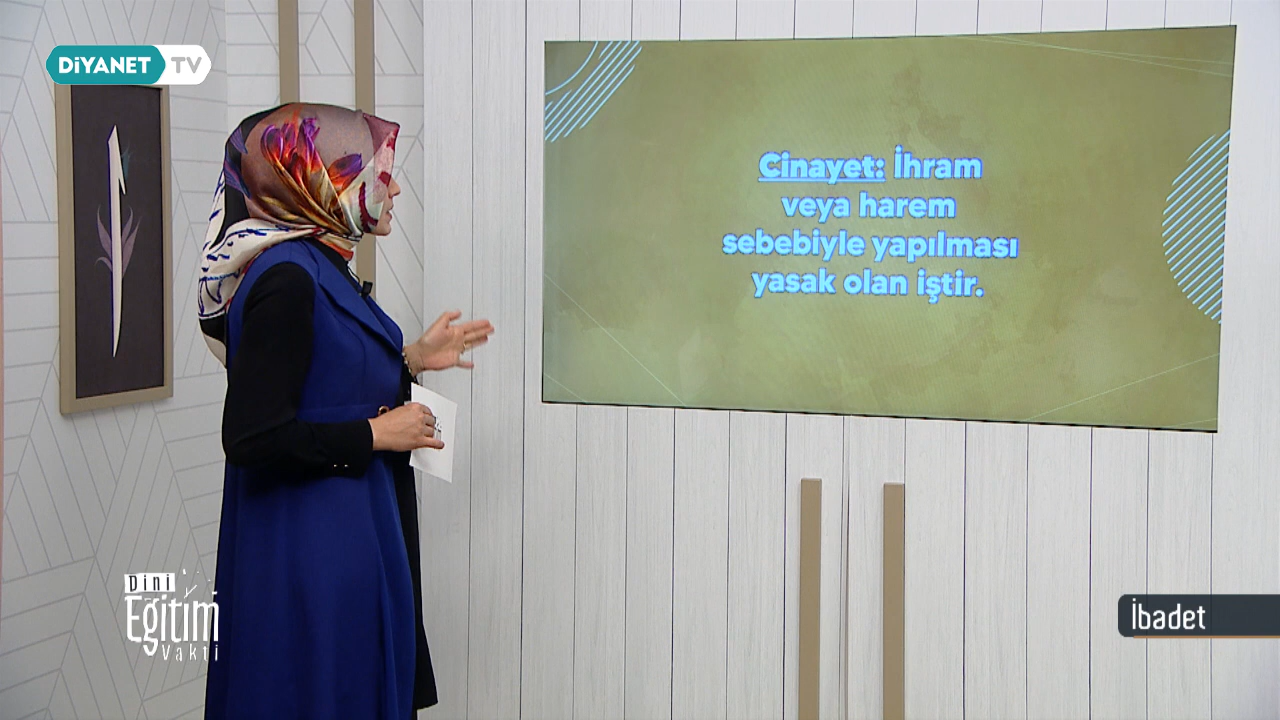 DİYANET TV
Cinayet: İhram
veya harem
sebebiyle yapılması
yasak olan iştir.
Dini
Eğitim
Vakti
İbadet